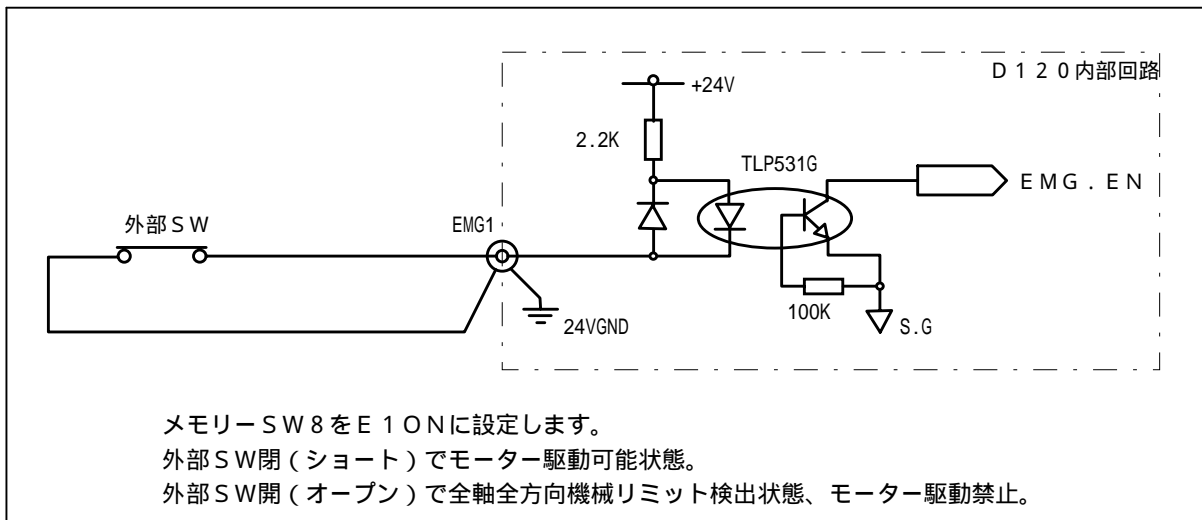 D120内部回路
+24V
2.2K
TLP531G
EMG.EN
外部SW
EMG1
24VGND
100K
S.G
メモリーSW8をE1ONに設定します。
外部SW閉(ショート)でモーター駆動可能状態。
外部SW開(オープン)で全軸全方向機械リミット検出状態、モーター駆動禁止。